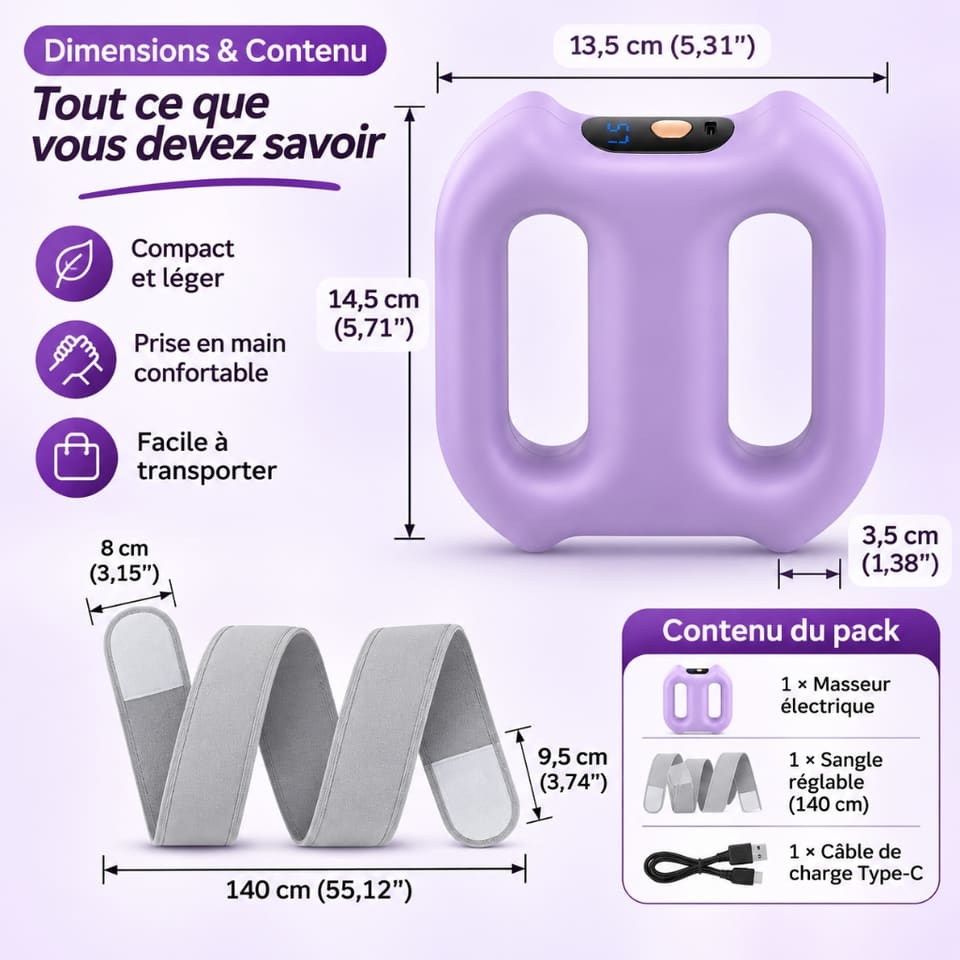 Dimensions & Contenu
Tout ce que
vous devez savoir
Compact
et léger
Prise en main
confortable
Facile à
transporter
13,5 cm (5,31”)
14,5 cm
(5,71”)
3,5 cm
(1,38”)
8 cm
(3,15”)
9,5 cm
(3,74”)
140 cm (55,12”)
Contenu du pack
1 × Masseur
électrique
1 × Sangle
réglable
(140 cm)
1 × Câble de
charge Type-C